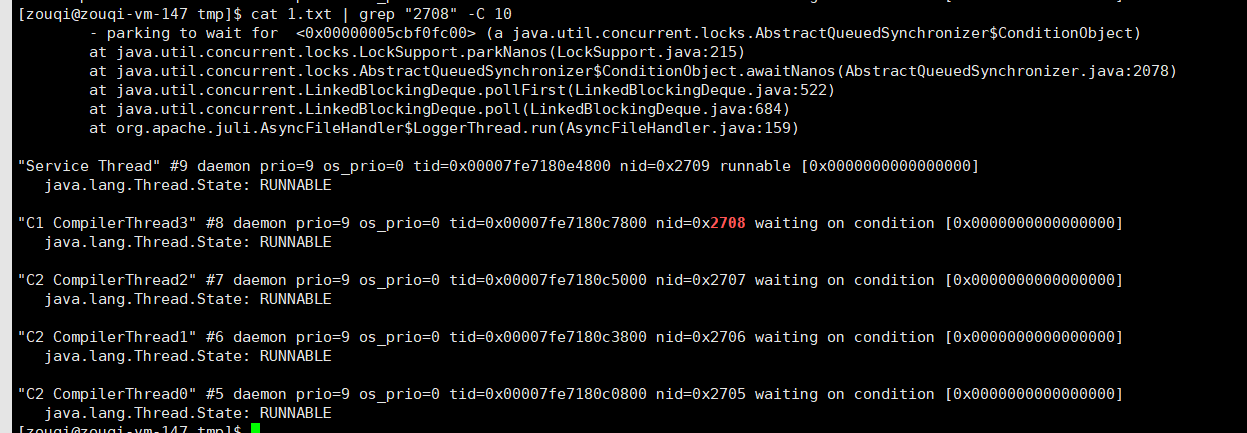 [zouqi@zouqi-vm-147 tmp]$ cat 1.txt | grep "2708" -C 10
- parking to wait for  <0x00000005cbf0fc00> (a java.util.concurrent.locks.AbstractQueuedSynchronizer$ConditionObject)
at java.util.concurrent.locks.LockSupport.parkNanos(LockSupport.java:215)
at java.util.concurrent.locks.AbstractQueuedSynchronizer$ConditionObject.awaitNanos(AbstractQueuedSynchronizer.java:2078)
at java.util.concurrent.LinkedBlockingDeque.pollFirst(LinkedBlockingDeque.java:522)
at java.util.concurrent.LinkedBlockingDeque.poll(LinkedBlockingDeque.java:684)
at org.apache.juli.AsyncFileHandler$LoggerThread.run(AsyncFileHandler.java:159)
"Service Thread" #9 daemon prio=9 os_prio=0 tid=0x00007fe7180e4800 nid=0x2709 runnable [0x0000000000000000]
java.lang.Thread.State: RUNNABLE
"C1 CompilerThread3" #8 daemon prio=9 os_prio=0 tid=0x00007fe7180c7800 nid=0x2708 waiting on condition [0x0000000000000000]
java.lang.Thread.State: RUNNABLE
"C2 CompilerThread2" #7 daemon prio=9 os_prio=0 tid=0x00007fe7180c5000 nid=0x2707 waiting on condition [0x0000000000000000]
java.lang.Thread.State: RUNNABLE
"C2 CompilerThread1" #6 daemon prio=9 os_prio=0 tid=0x00007fe7180c3800 nid=0x2706 waiting on condition [0x0000000000000000]
java.lang.Thread.State: RUNNABLE
"C2 CompilerThread0" #5 daemon prio=9 os_prio=0 tid=0x00007fe7180c0800 nid=0x2705 waiting on condition [0x0000000000000000]
java.lang.Thread.State: RUNNABLE
[zouqi@zouqi-vm-147 tmp]$